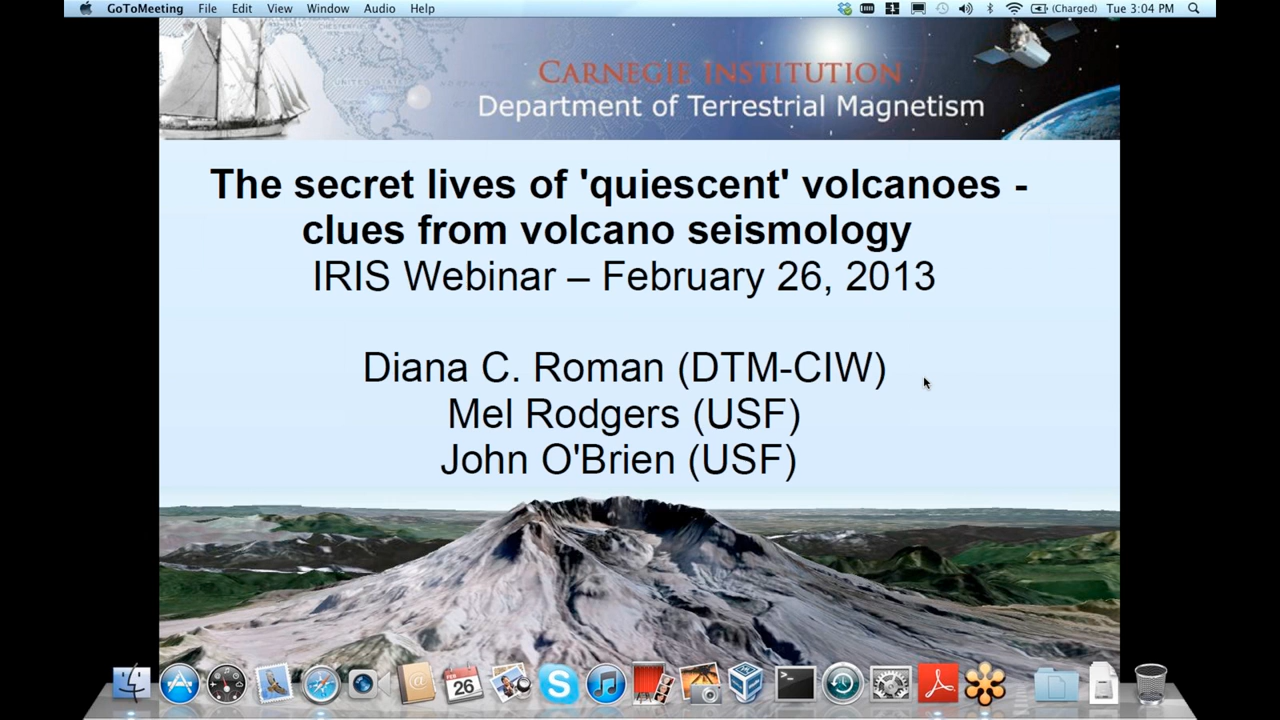 GoToMeeting File Edit View Window Audio Help (Charged) Tue 3:04 PM
CARNEGIE INSTITUTION
Department of Terrestrial Magnetism
The secret lives of 'quiescent' volcanoes -
clues from volcano seismology
IRIS Webinar – February 26, 2013
Diana C. Roman (DTM-CIW)
Mel Rodgers (USF)
John O'Brien (USF)
FEB
26